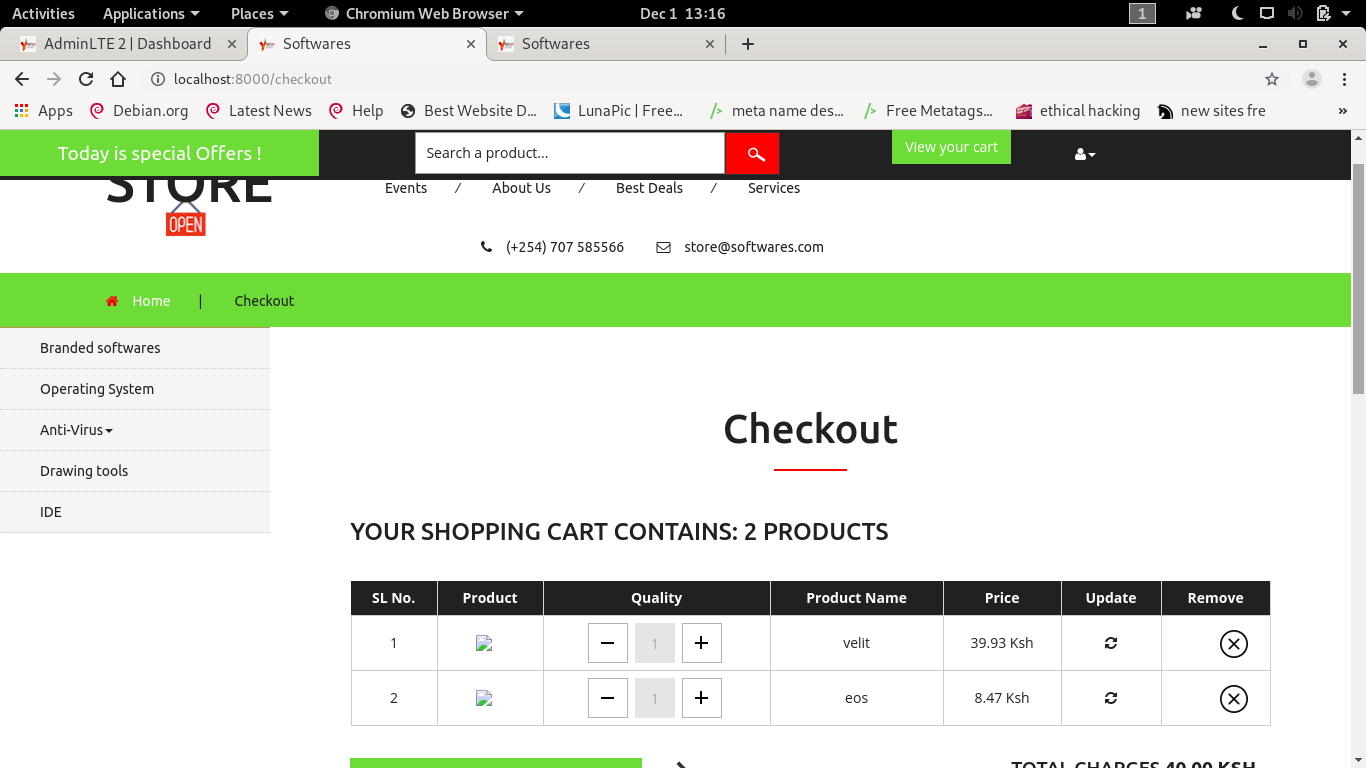 Activities Applications Places Chromium Web Browser Dec 1 13:16 1
AdminLTE 2 | Dashboard Softwares Softwares
localhost:8000/checkout
Apps Debian.org Latest News Help Best Website D... LunaPic | Free... meta name des... Free Metatags... ethical hacking new sites fre »
Today is special Offers ! Search a product... View your cart
STORE
OPEN
Events / About Us / Best Deals / Services
(+254) 707 585566 store@softwares.com
Home | Checkout
Branded softwares
Operating System
Anti-Virus
Drawing tools
IDE
Checkout
YOUR SHOPPING CART CONTAINS: 2 PRODUCTS
SL No. Product Quality Product Name Price Update Remove
1 1 velit 39.93 Ksh
2 1 eos 8.47 Ksh
TOTAL CHARGES 40.00 KSH